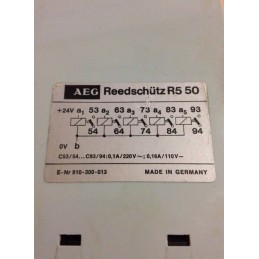 AEG Reedschütz R5 50
+24V a1 53 a2 63 a3 73 a4 83 a5 93
54 64 74 84 94
0V b
C53/54...C93/94:0,1A/220V~;0,16A/110V-
E-Nr 910-300-013 MADE IN GERMANY